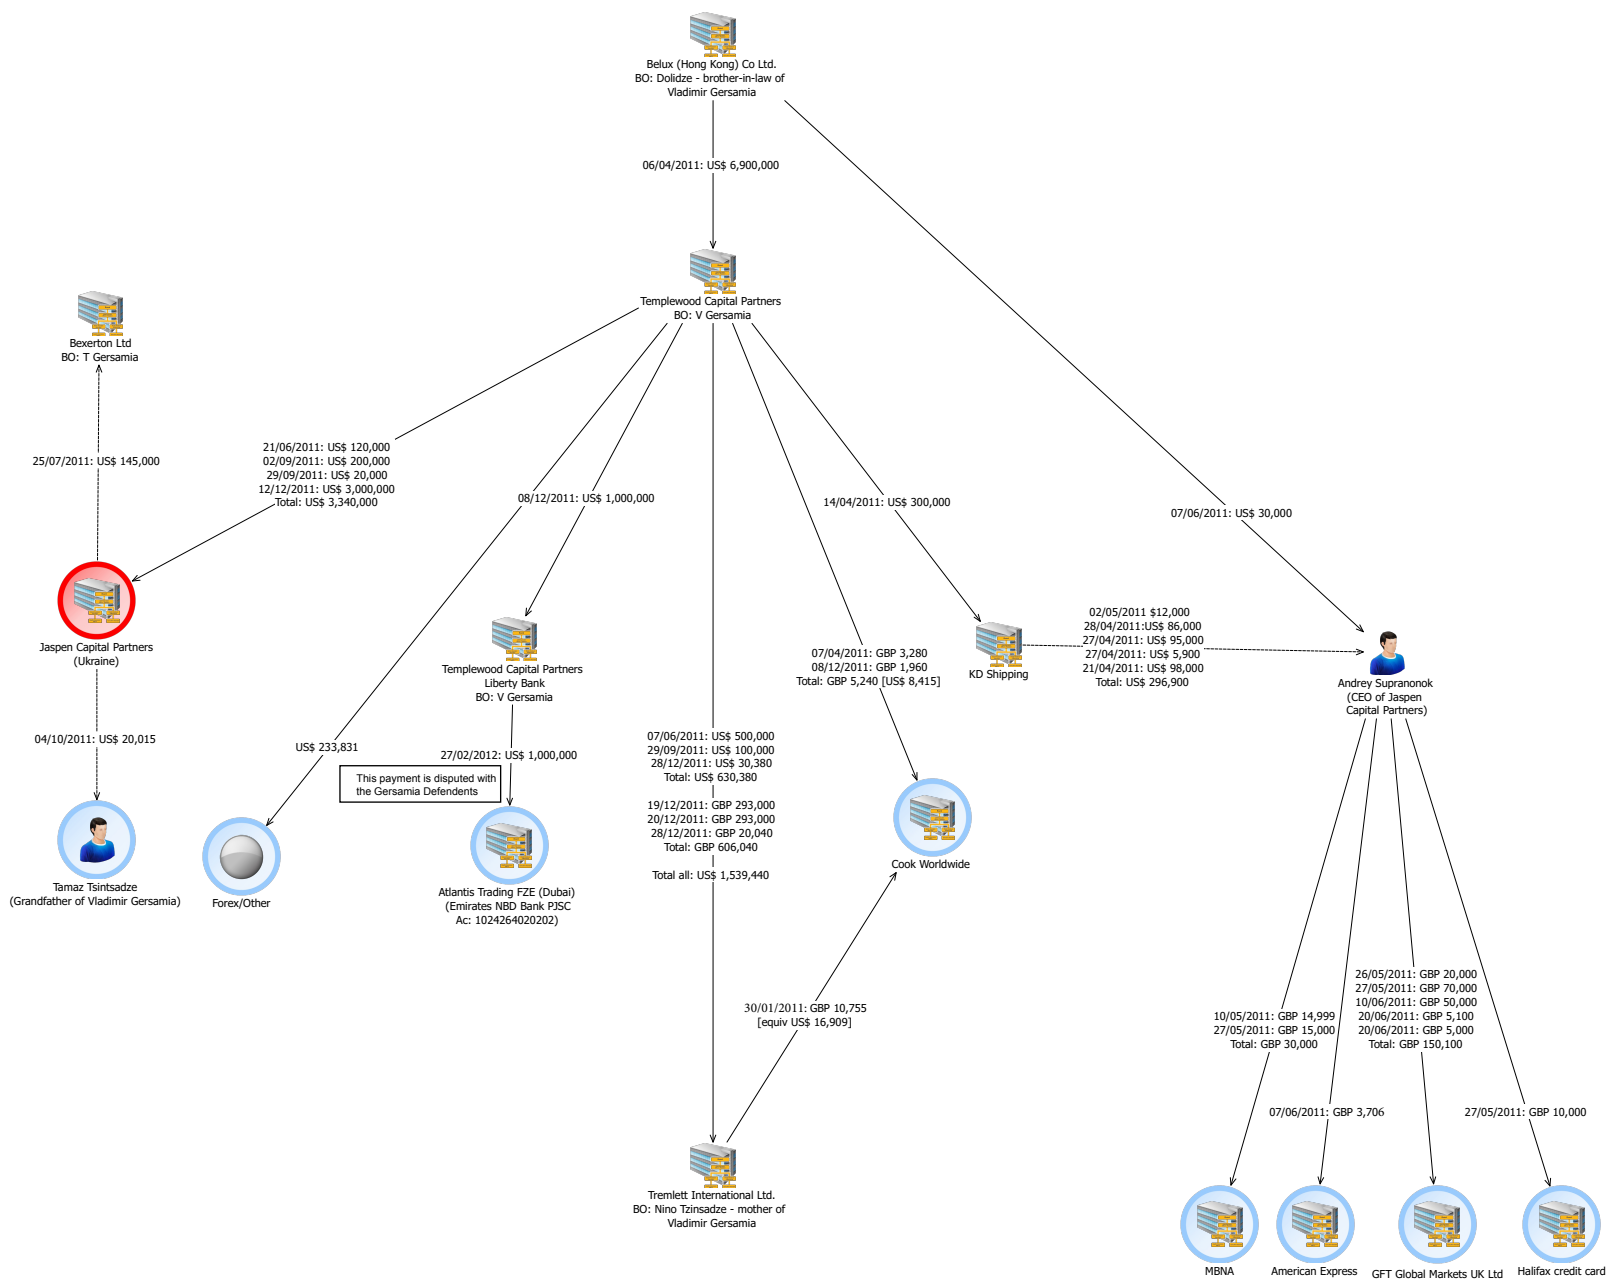 Belux (Hong Kong) Co Ltd.
BO: Dolidze - brother-in-law of
Vladimir Gersamia
06/04/2011: US$ 6,900,000
Templewood Capital Partners
BO: V Gersamia
Bexerton Ltd
BO: T Gersamia
25/07/2011: US$ 145,000
21/06/2011: US$ 120,000
02/09/2011: US$ 200,000
29/09/2011: US$ 20,000
12/12/2011: US$ 3,000,000
Total: US$ 3,340,000
08/12/2011: US$ 1,000,000
14/04/2011: US$ 300,000
07/06/2011: US$ 30,000
Jaspen Capital Partners
(Ukraine)
Templewood Capital Partners
Liberty Bank
BO: V Gersamia
07/04/2011: GBP 3,280
08/12/2011: GBP 1,960
Total: GBP 5,240 [US$ 8,415]
KD Shipping
02/05/2011 $12,000
28/04/2011:US$ 86,000
27/04/2011: US$ 95,000
27/04/2011: US$ 5,900
21/04/2011: US$ 98,000
Total: US$ 296,900
Andrey Supranonok
(CEO of Jaspen
Capital Partners)
04/10/2011: US$ 20,015
US$ 233,831
27/02/2012: US$ 1,000,000
This payment is disputed with
the Gersamia Defendents
07/06/2011: US$ 500,000
29/09/2011: US$ 100,000
28/12/2011: US$ 30,380
Total: US$ 630,380
19/12/2011: GBP 293,000
20/12/2011: GBP 293,000
28/12/2011: GBP 20,040
Total: GBP 606,040
Total all: US$ 1,539,440
Cook Worldwide
Tamaz Tsintsadze
(Grandfather of Vladimir Gersamia)
Forex/Other
Atlantis Trading FZE (Dubai)
(Emirates NBD Bank PJSC
Ac: 1024264020202)
30/01/2011: GBP 10,755
[equiv US$ 16,909]
10/05/2011: GBP 14,999
27/05/2011: GBP 15,000
Total: GBP 30,000
26/05/2011: GBP 20,000
27/05/2011: GBP 70,000
10/06/2011: GBP 50,000
20/06/2011: GBP 5,100
20/06/2011: GBP 5,000
Total: GBP 150,100
07/06/2011: GBP 3,706
27/05/2011: GBP 10,000
Tremlett International Ltd.
BO: Nino Tzinsadze - mother of
Vladimir Gersamia
MBNA
American Express
GFT Global Markets UK Ltd
Halifax credit card